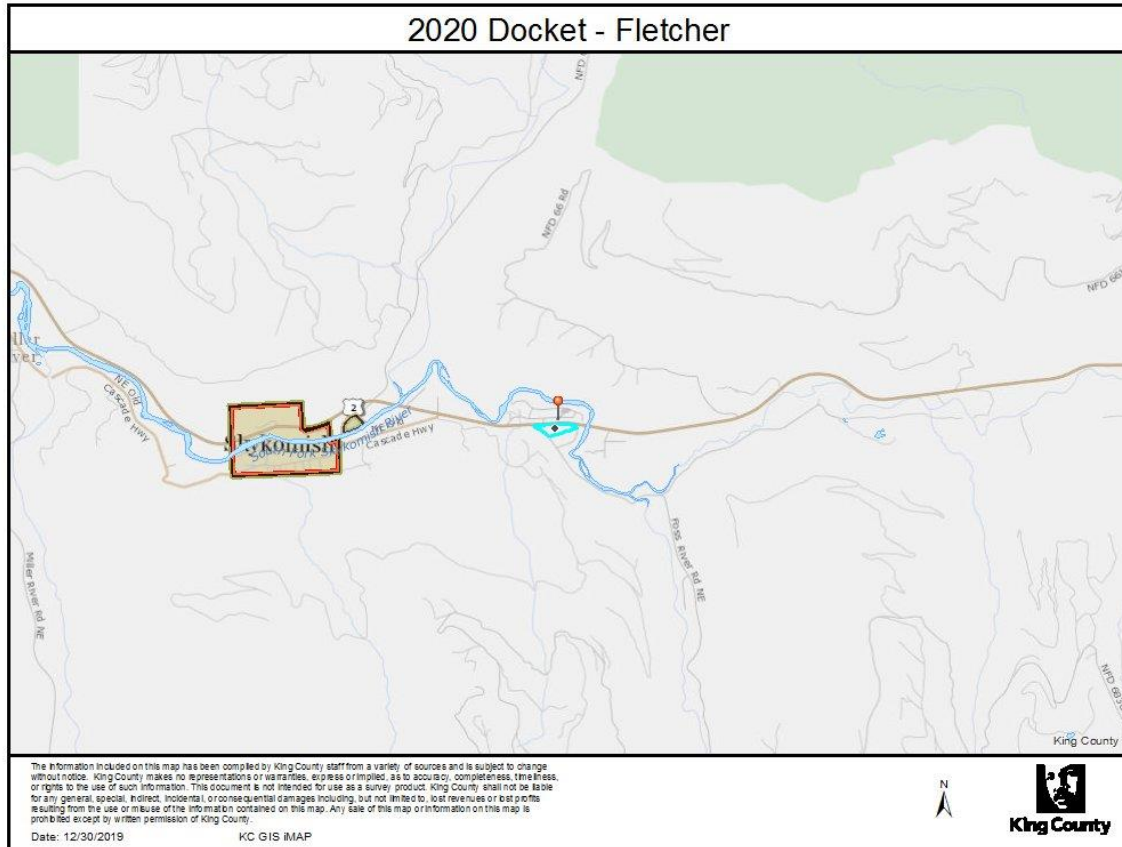 2020 Docket - Fletcher
NFD 6
NFD 66 Rd
NFD 66
ller
ver
NE Old
Cascade Hwy
2
Skykomish
South Fork Skykomish River
NE Old
Cascade Hwy
Miller River Rd NE
Foss River Rd NE
NFD 6830
King County
The information included on this map has been compiled by King County staff from a variety of sources and is subject to change
without notice. King County makes no representations or warranties, express or implied, as to accuracy, completeness, timeliness,
or rights to the use of such information. This document is not intended for use as a survey product. King County shall not be liable
for any general, special, indirect, incidental, or consequential damages including, but not limited to, lost revenues or lost profits
resulting from the use or misuse of the information contained on this map. Any sale of this map or information on this map is
prohibited except by written permission of King County.
Date: 12/30/2019 KC GIS iMAP
N
King County